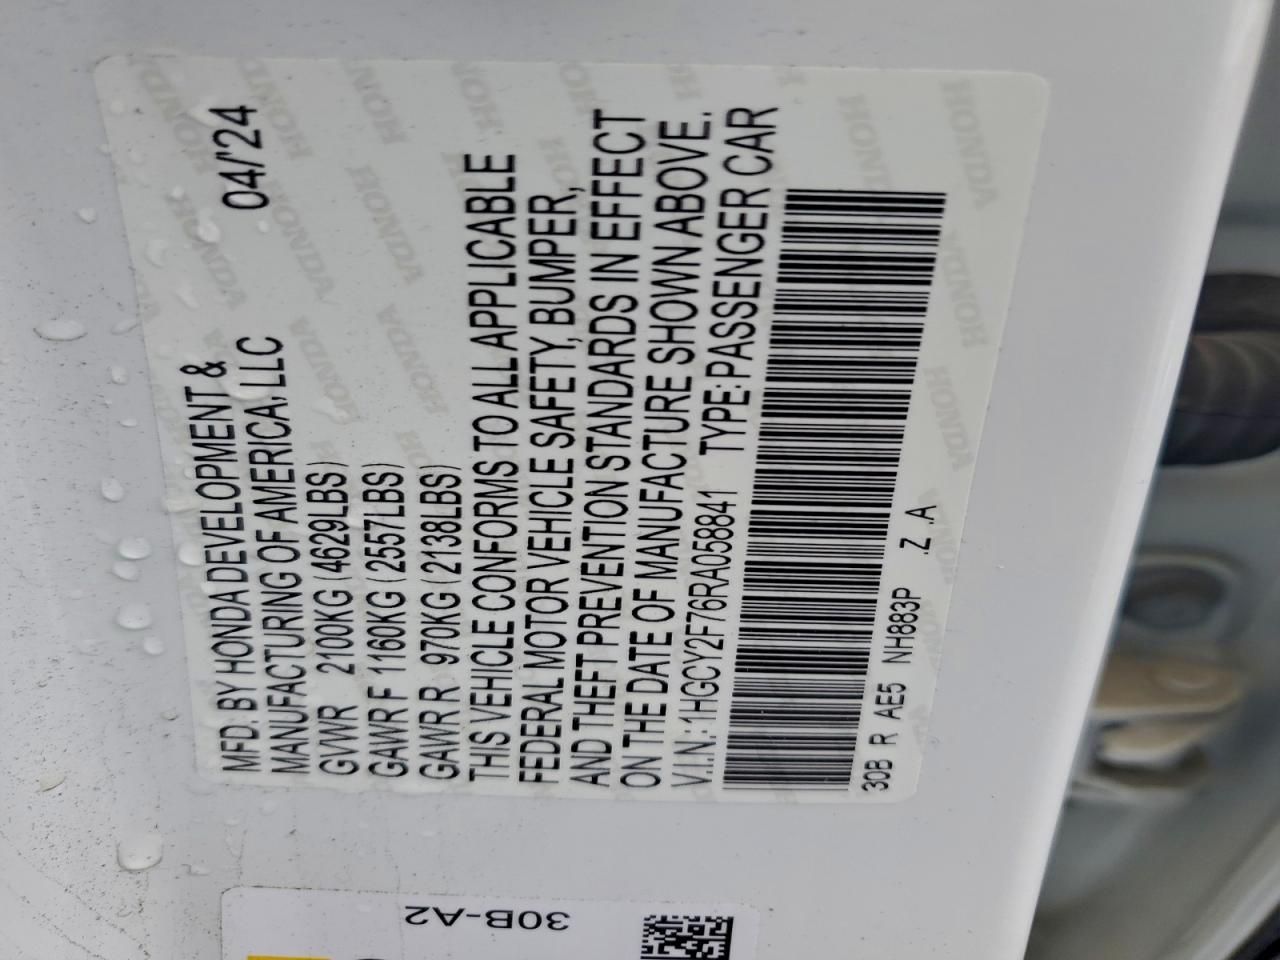 MFD. BY HONDA DEVELOPMENT &
MANUFACTURING OF AMERICA, LLC 04/'24
GVWR 2100KG (4629LBS)
GAWR F 1160KG (2557LBS)
GAWR R 970KG (2138LBS)
THIS VEHICLE CONFORMS TO ALL APPLICABLE
FEDERAL MOTOR VEHICLE SAFETY, BUMPER,
AND THEFT PREVENTION STANDARDS IN EFFECT
ON THE DATE OF MANUFACTURE SHOWN ABOVE.
V.I.N.:1HGCY2F76RA058841 TYPE:PASSENGER CAR
30B R AE5 NH883P .Z .A
30B-A2